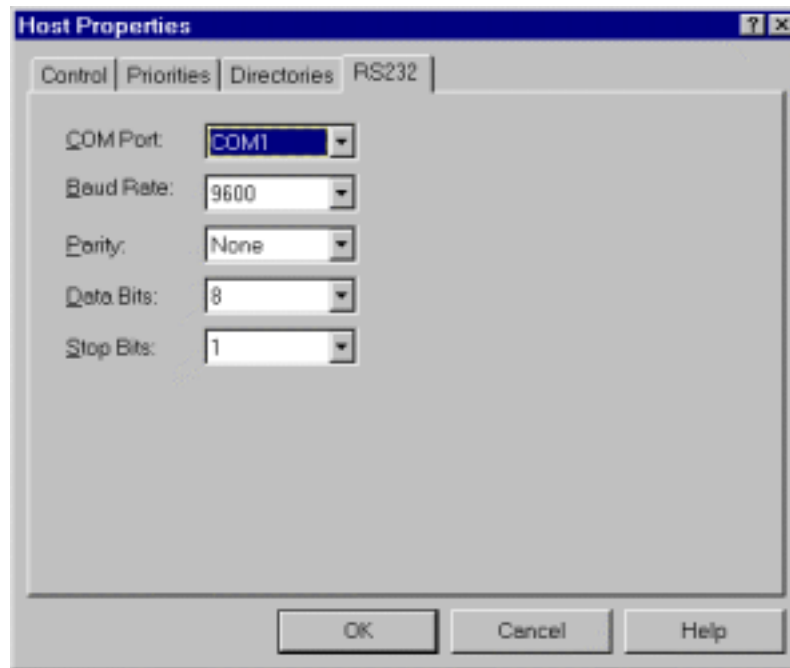 Host Properties
Control Priorities Directories RS232
COM Port: COM1
Baud Rate: 9600
Parity: None
Data Bits: 8
Stop Bits: 1
OK Cancel Help